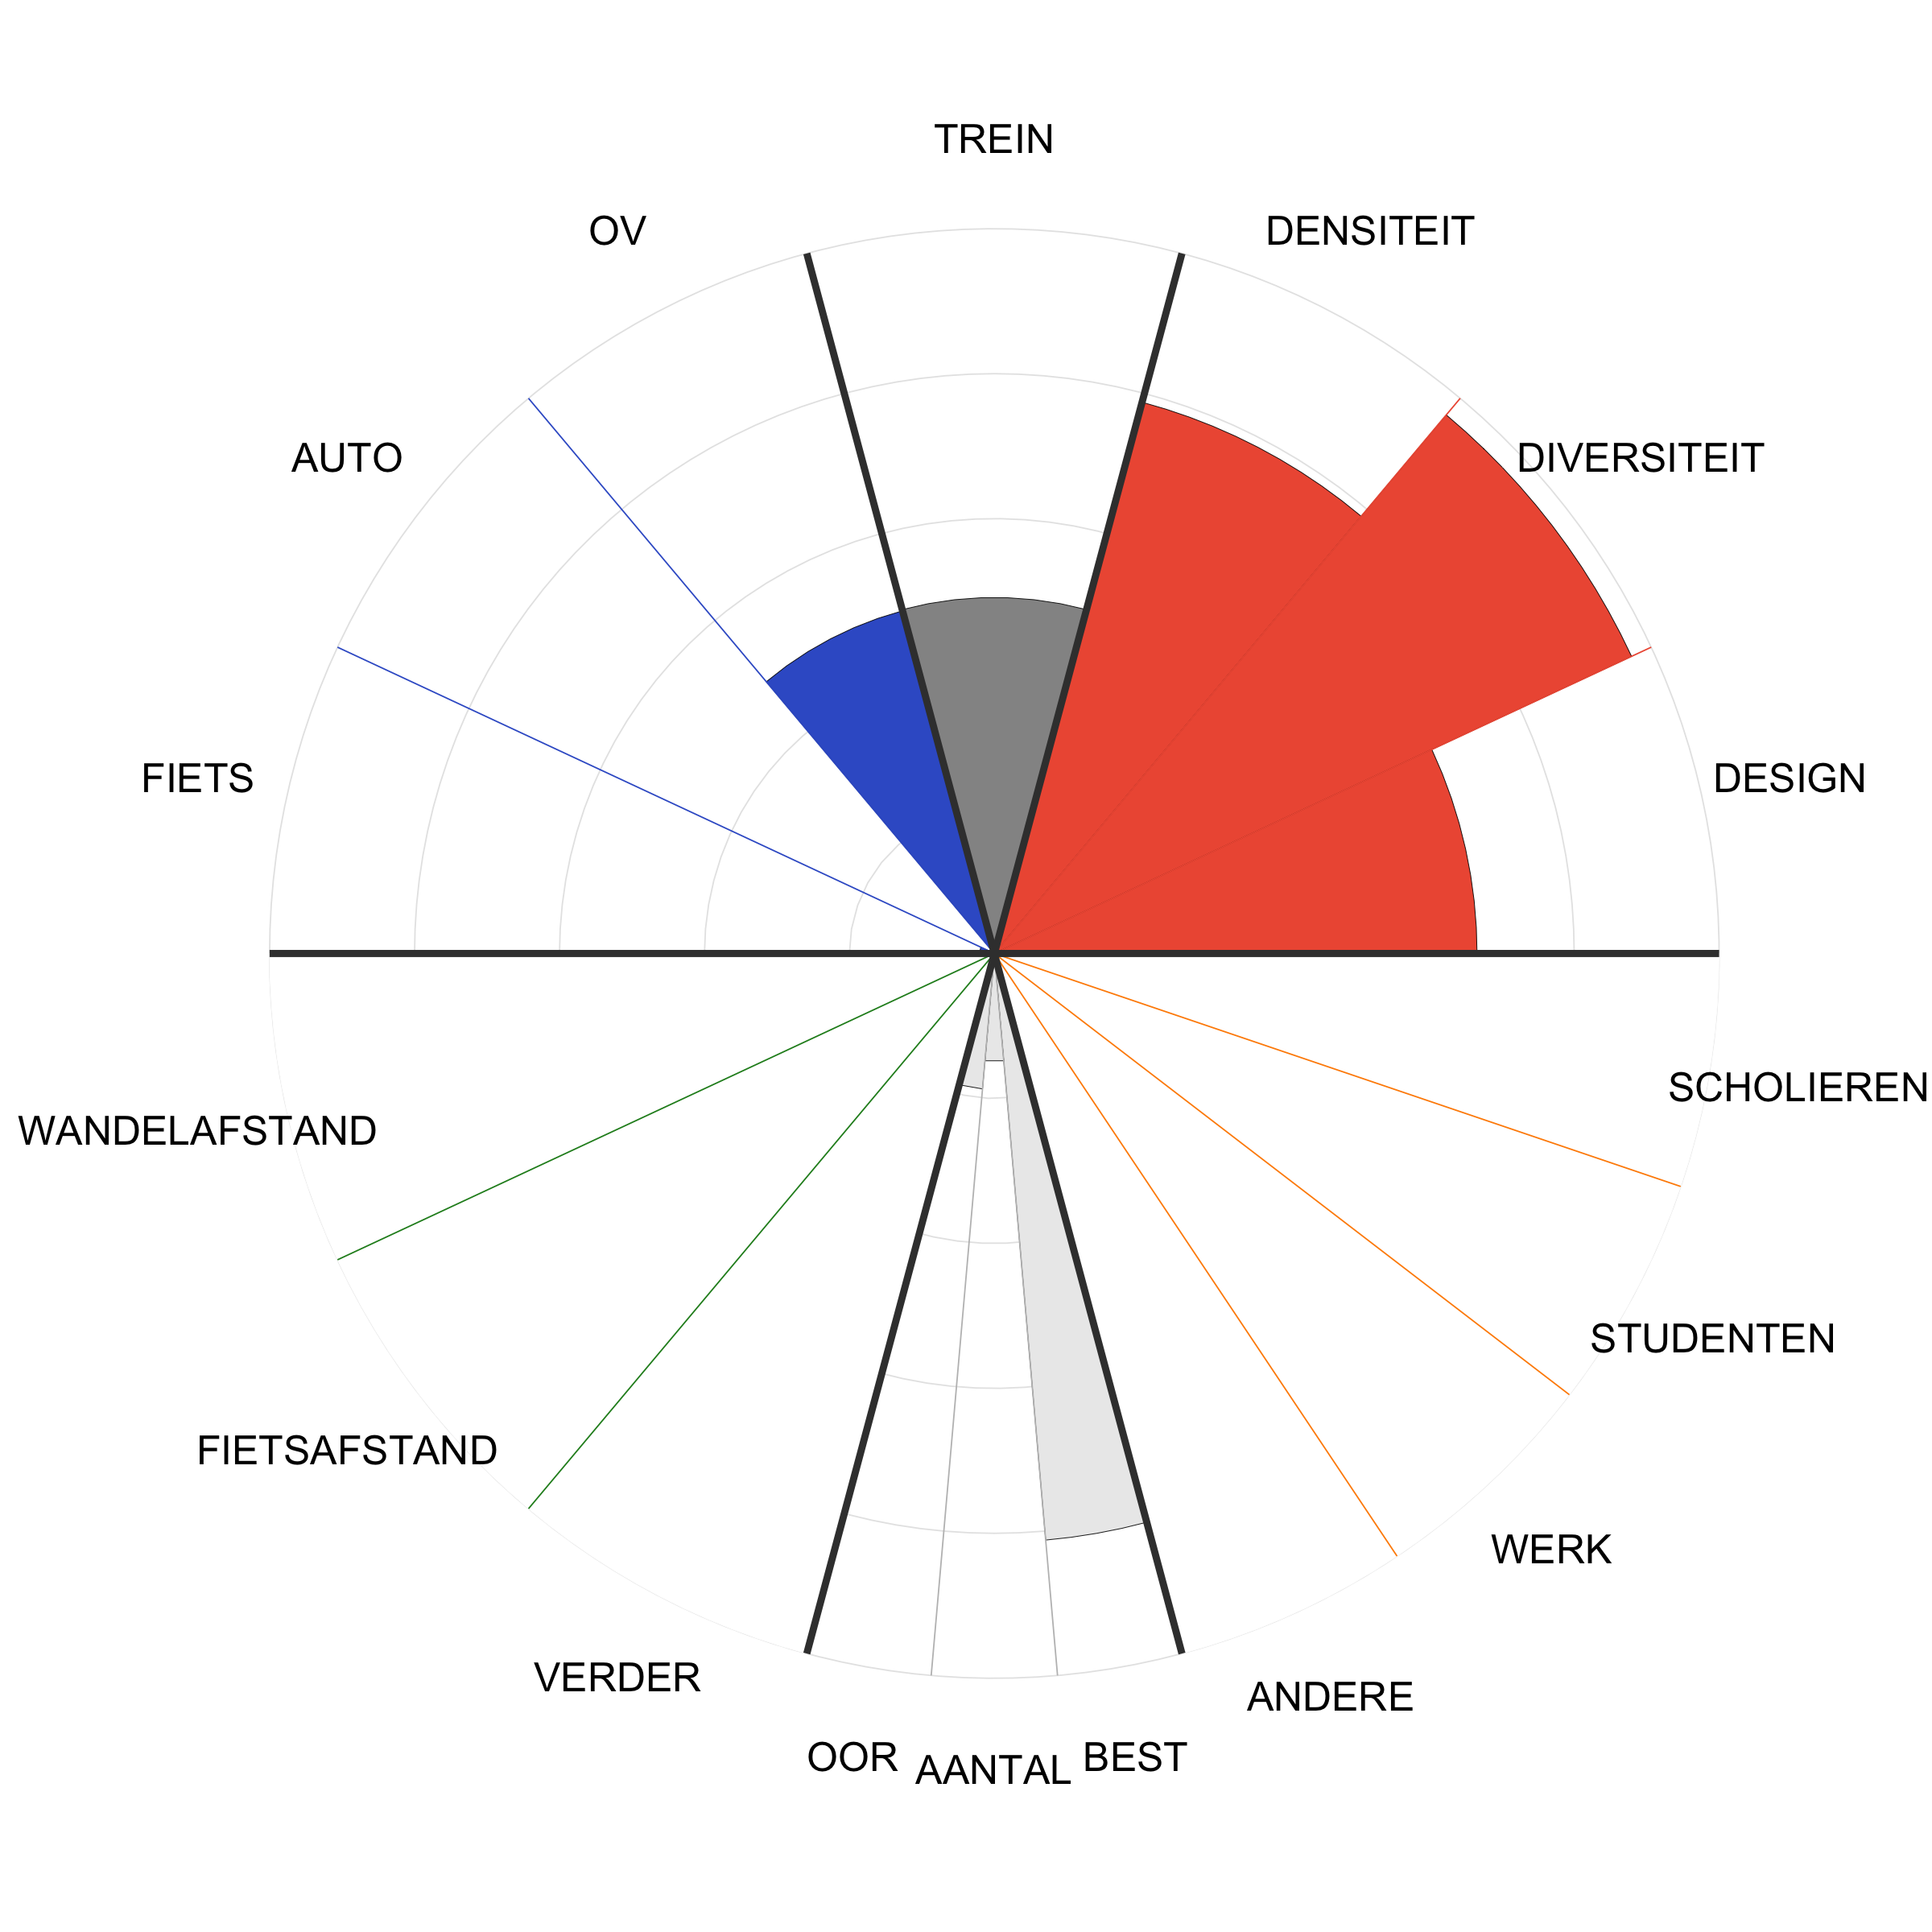 TREIN
OV
DENSITEIT
AUTO
DIVERSITEIT
FIETS
DESIGN
SCHOLIEREN
WANDELAFSTAND
STUDENTEN
FIETSAFSTAND
WERK
VERDER
ANDERE
OOR
AANTAL
BEST